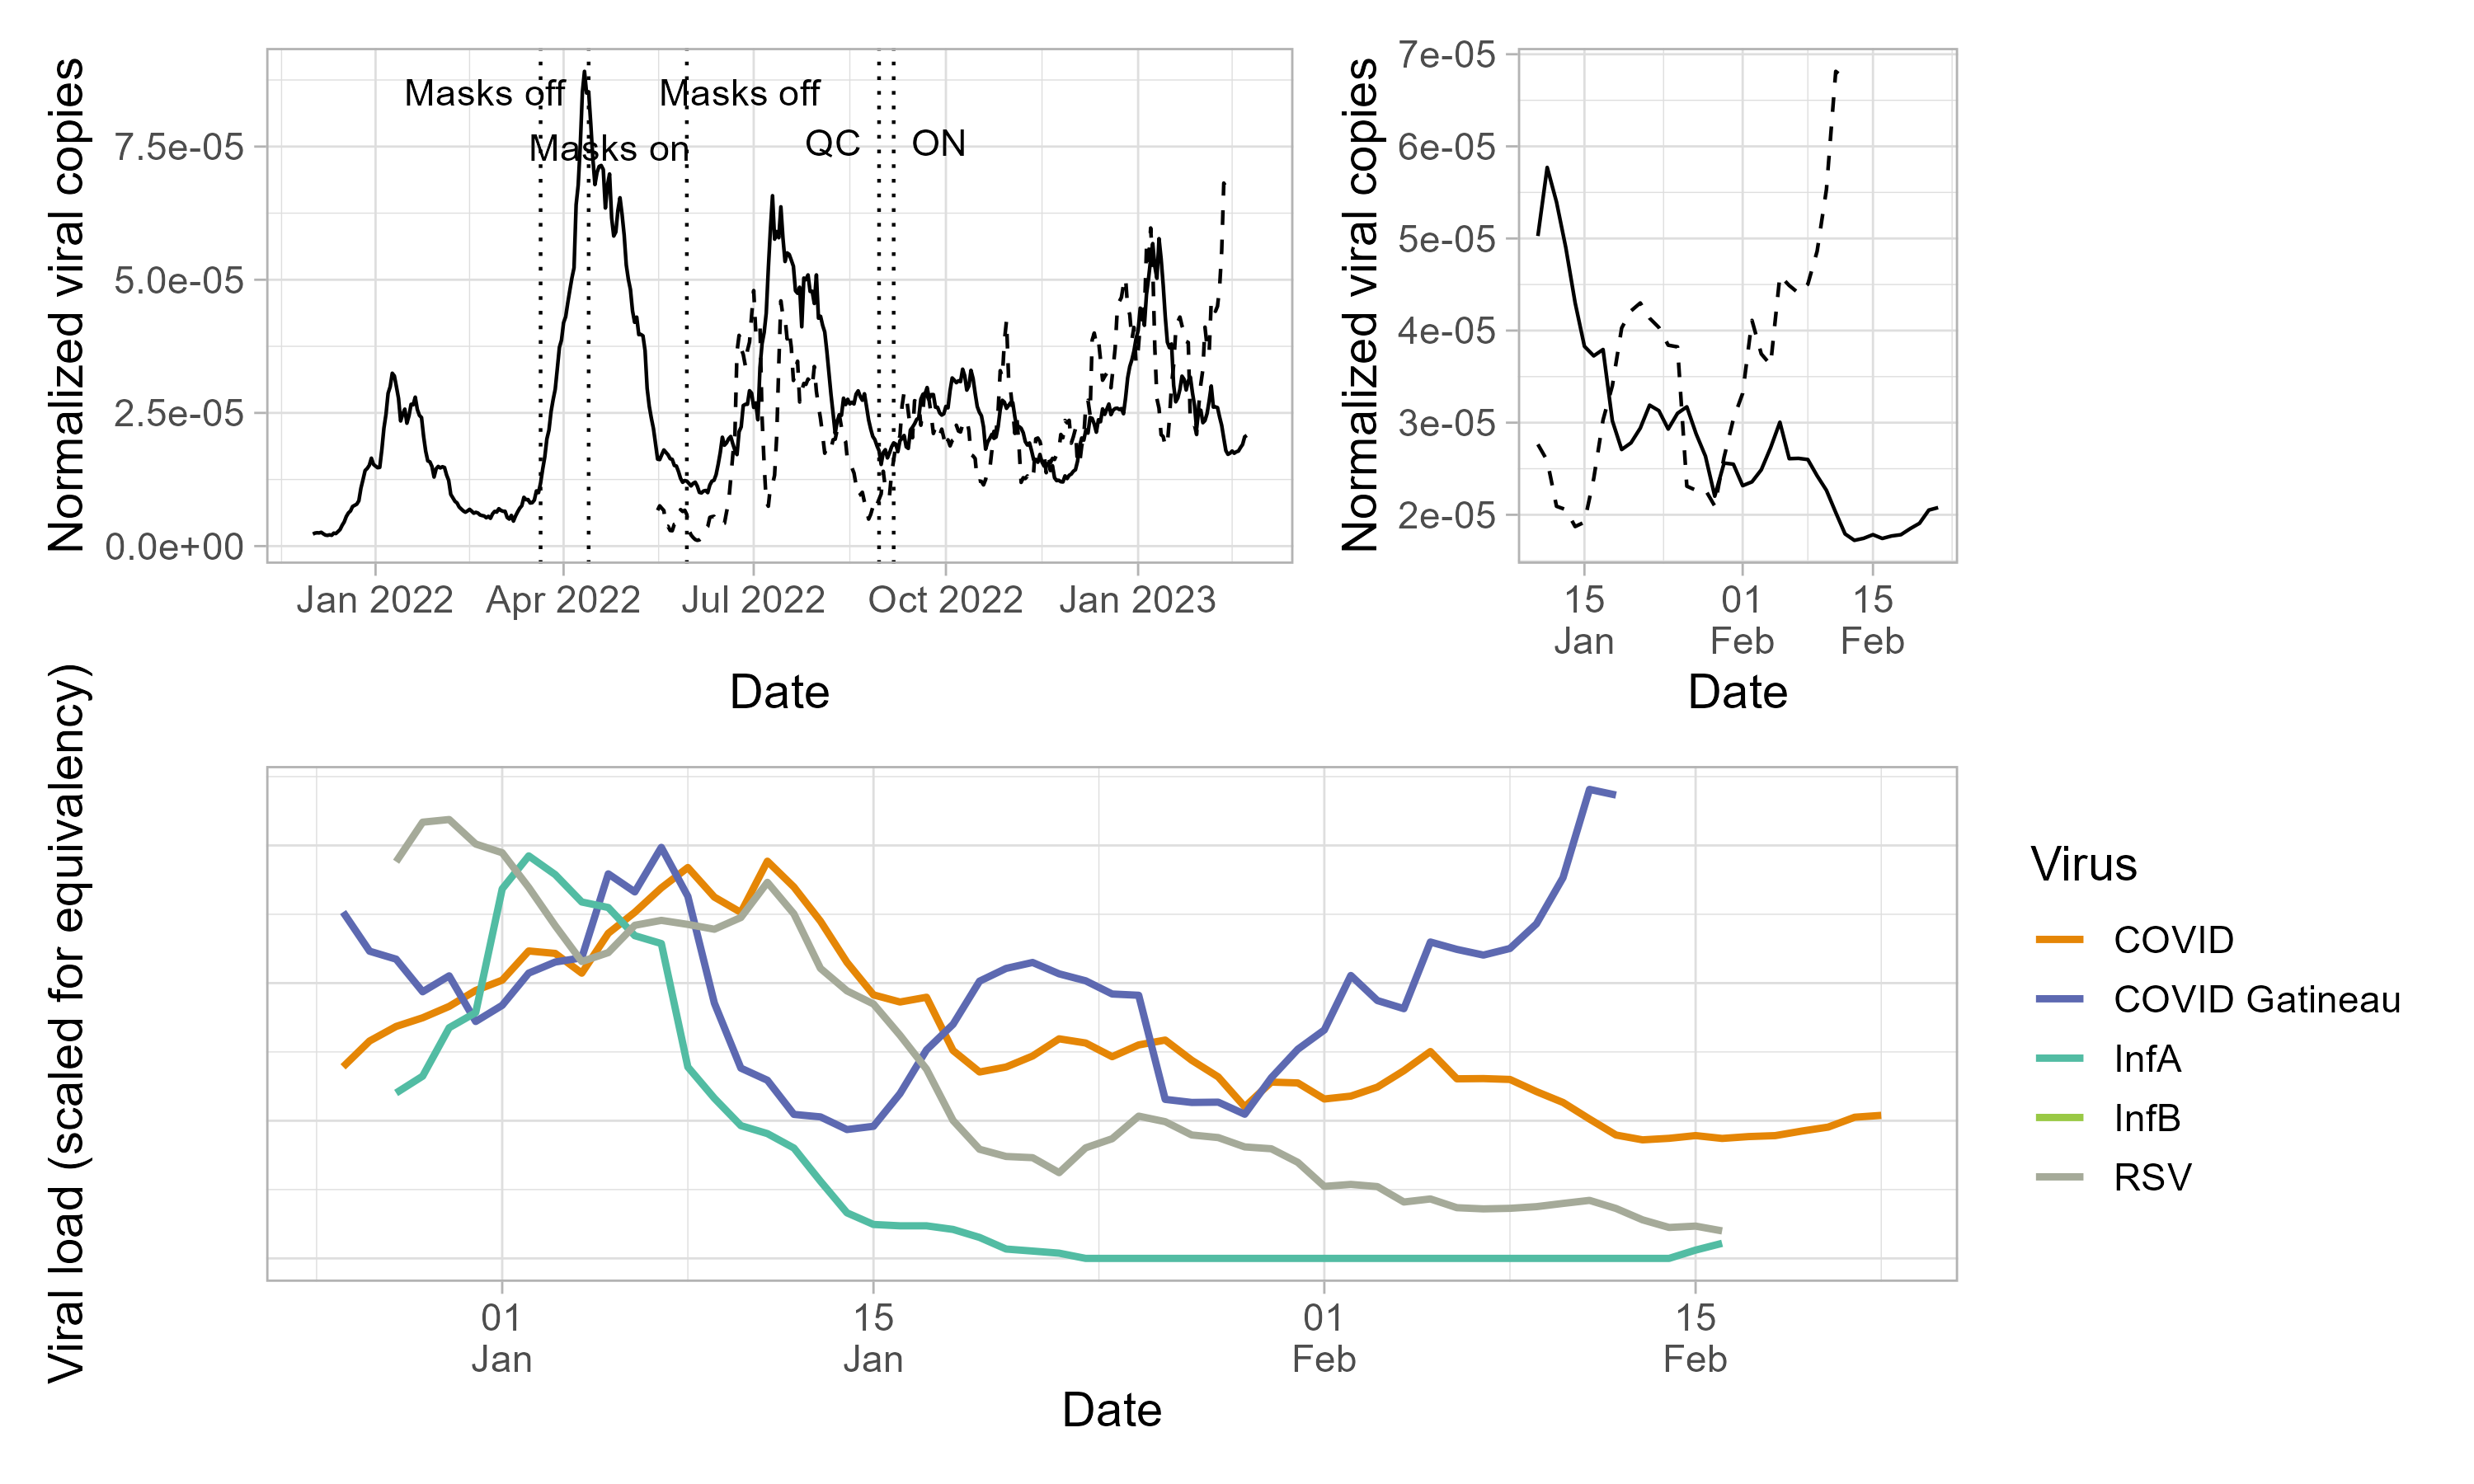 Normalized viral copies
7.5e-05
5.0e-05
2.5e-05
0.0e+00
Masks off
Masks on
Masks off
QC
ON
Jan 2022
Apr 2022
Jul 2022
Oct 2022
Jan 2023
Date
Normalized viral copies
7e-05
6e-05
5e-05
4e-05
3e-05
2e-05
15
Jan
01
Feb
15
Feb
Date
Viral load (scaled for equivalency)
01
Jan
15
Jan
01
Feb
15
Feb
Date
Virus
COVID
COVID Gatineau
InfA
InfB
RSV